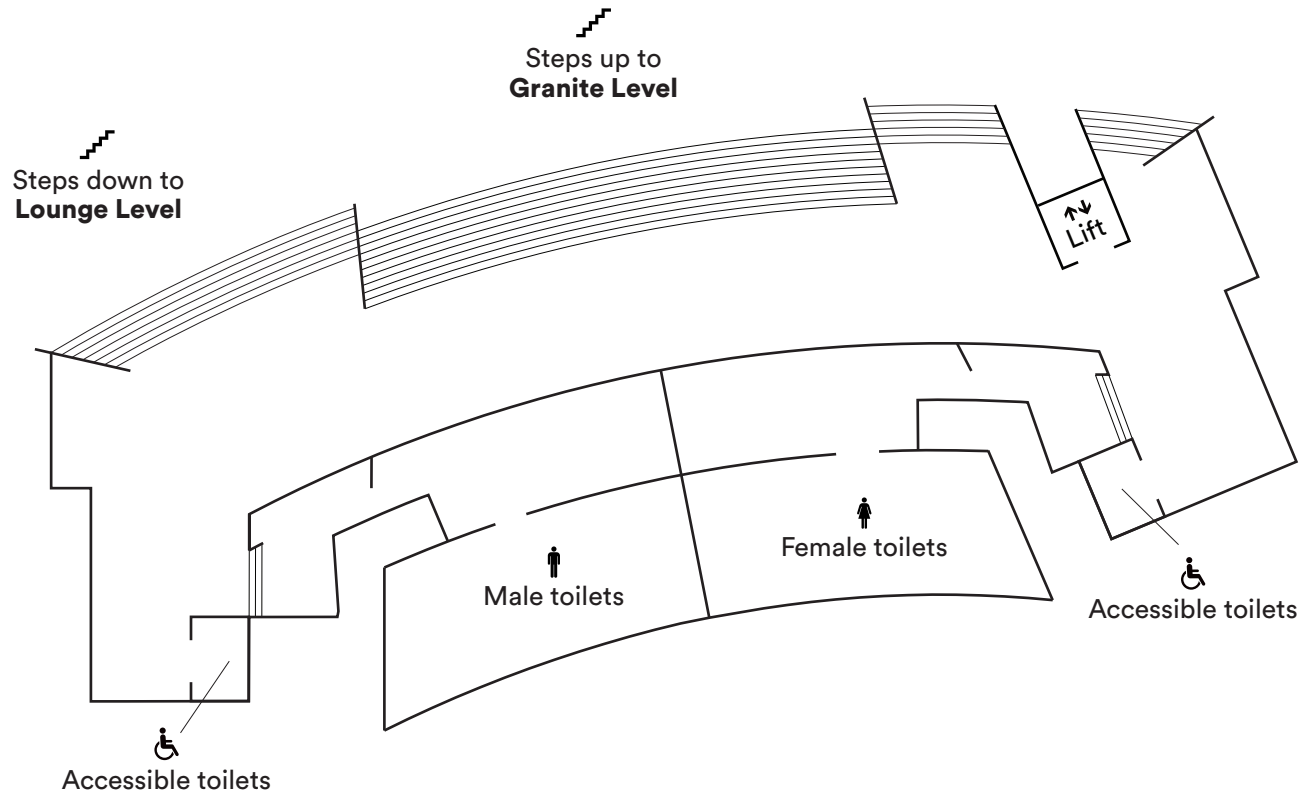 Steps up to
Granite Level
Steps down to
Lounge Level
Lift
Female toilets
Male toilets
Accessible toilets
Accessible toilets